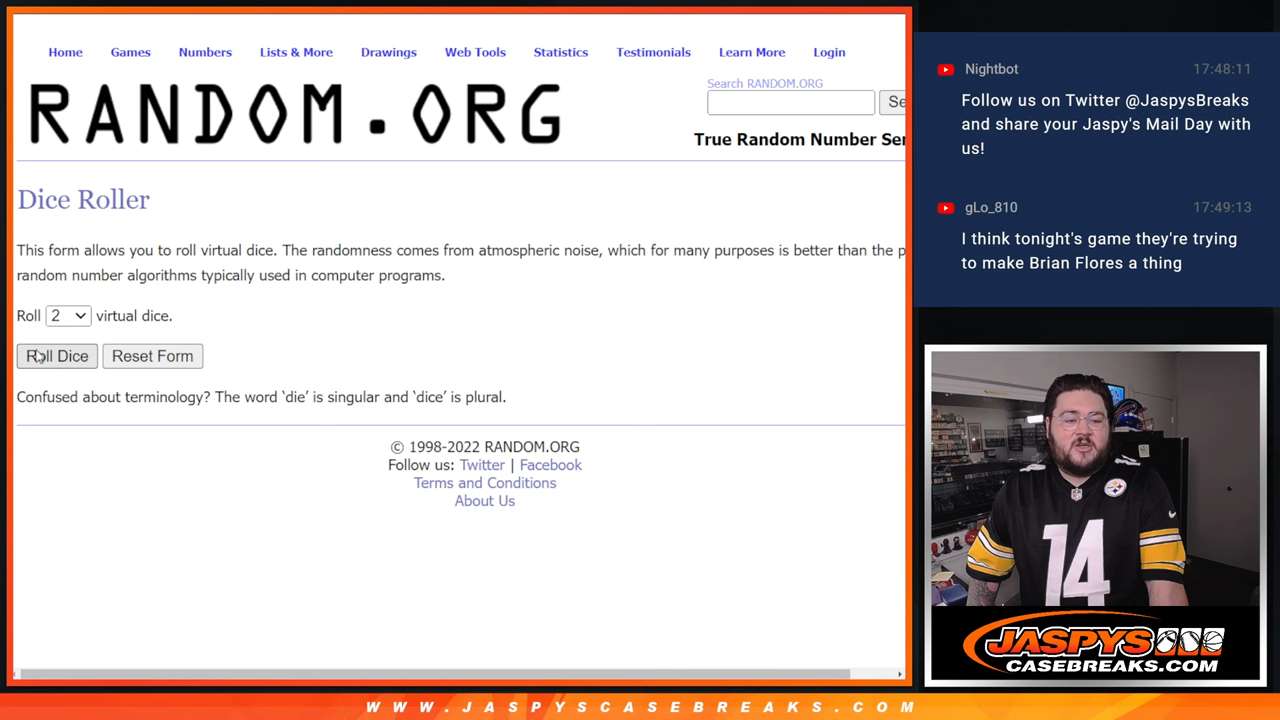 Home Games Numbers Lists & More Drawings Web Tools Statistics Testimonials Learn More Login
RANDOM.ORG
Search RANDOM.ORG
Se
True Random Number Ser
Dice Roller
This form allows you to roll virtual dice. The randomness comes from atmospheric noise, which for many purposes is better than the p
random number algorithms typically used in computer programs.
Roll 2 virtual dice.
Roll Dice Reset Form
Confused about terminology? The word ‘die’ is singular and ‘dice’ is plural.
© 1998-2022 RANDOM.ORG
Follow us: Twitter | Facebook
Terms and Conditions
About Us
Nightbot 17:48:11
Follow us on Twitter @JaspysBreaks
and share your Jaspy's Mail Day with
us!
gLo_810 17:49:13
I think tonight's game they're trying
to make Brian Flores a thing
14
JASPYS
CASEBREAKS.COM
WWW.JASPYSCASEBREAKS.COM